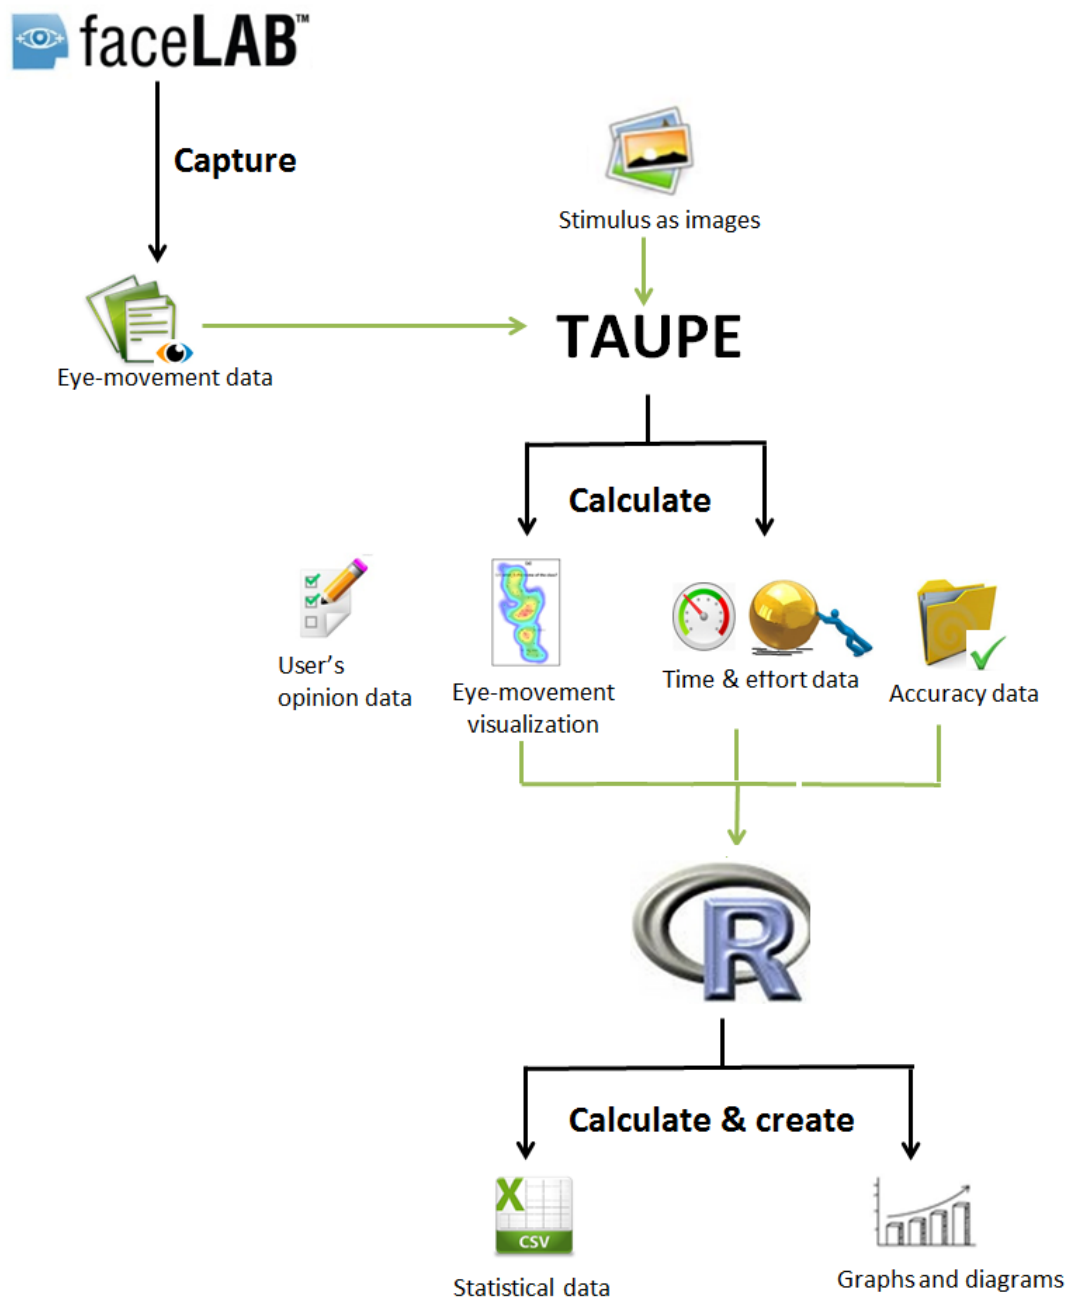 faceLAB™
Capture
Stimulus as images
TAUPE
Eye-movement data
Calculate
User's
opinion data
Eye-movement
visualization
Time & effort data
Accuracy data
R
Calculate & create
X
CSV
Statistical data
Graphs and diagrams